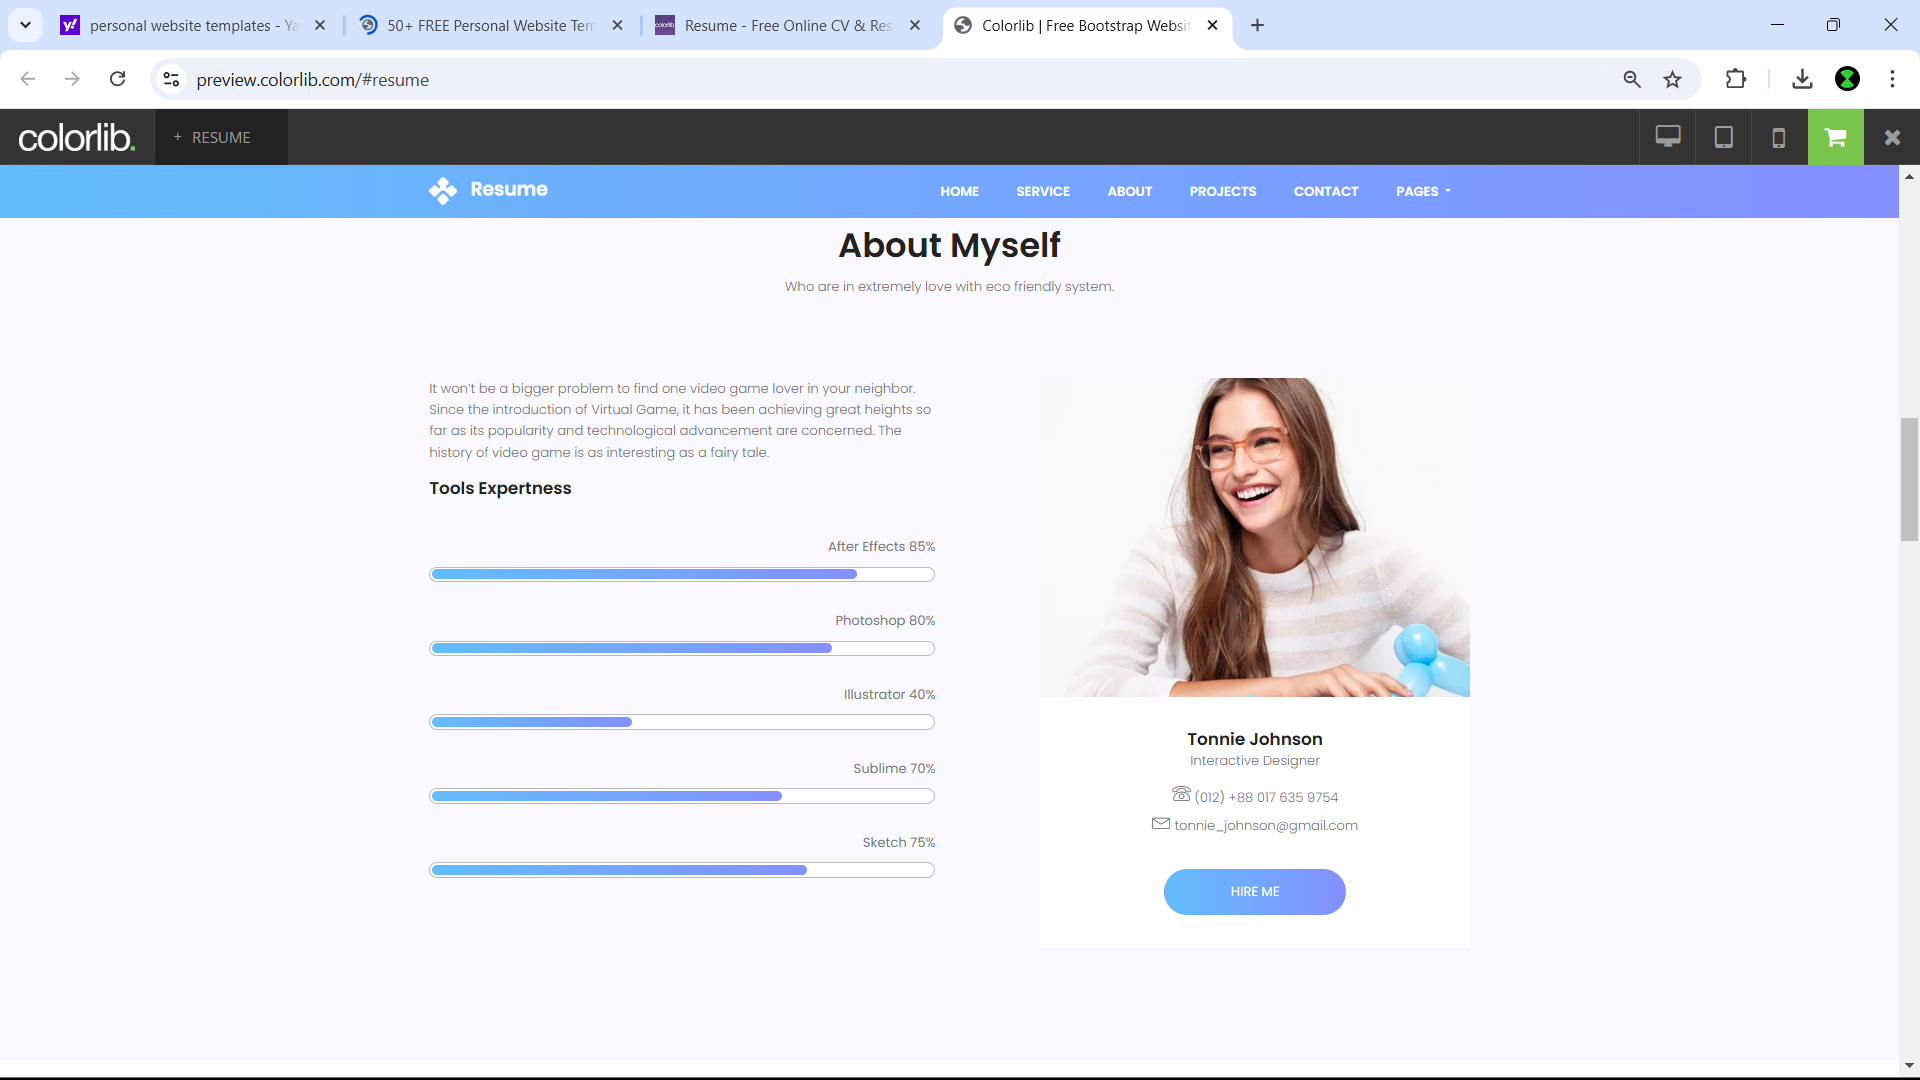 personal website templates - Ya
50+ FREE Personal Website Tem
Resume - Free Online CV & Res
Colorlib | Free Bootstrap Websit
preview.colorlib.com/#resume
colorlib.
+ RESUME
Resume
HOME
SERVICE
ABOUT
PROJECTS
CONTACT
PAGES
About Myself
Who are in extremely love with eco friendly system.
It won’t be a bigger problem to find one video game lover in your neighbor.
Since the introduction of Virtual Game, it has been achieving great heights so
far as its popularity and technological advancement are concerned. The
history of video game is as interesting as a fairy tale.
Tools Expertness
After Effects 85%
Photoshop 80%
Illustrator 40%
Sublime 70%
Sketch 75%
Tonnie Johnson
Interactive Designer
(012) +88 017 635 9754
tonnie_johnson@gmail.com
HIRE ME